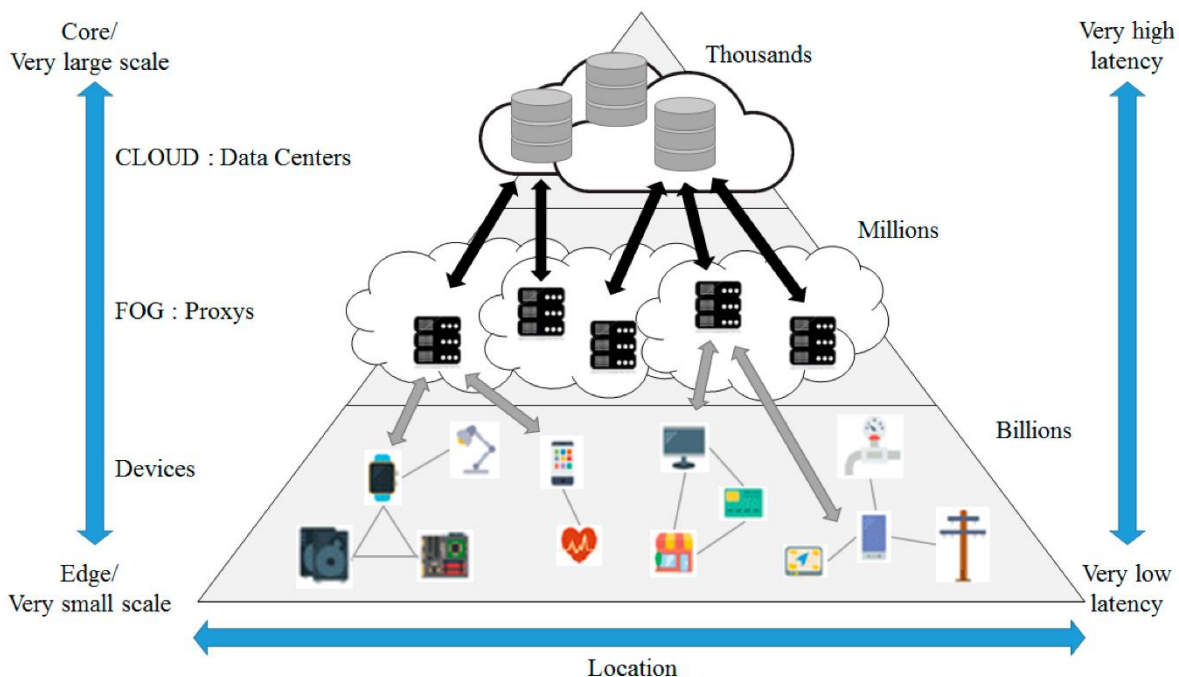 Core/
Very large scale
Thousands
Very high
latency
CLOUD : Data Centers
Millions
FOG : Proxys
Billions
Devices
Edge/
Very small scale
Very low
latency
Location